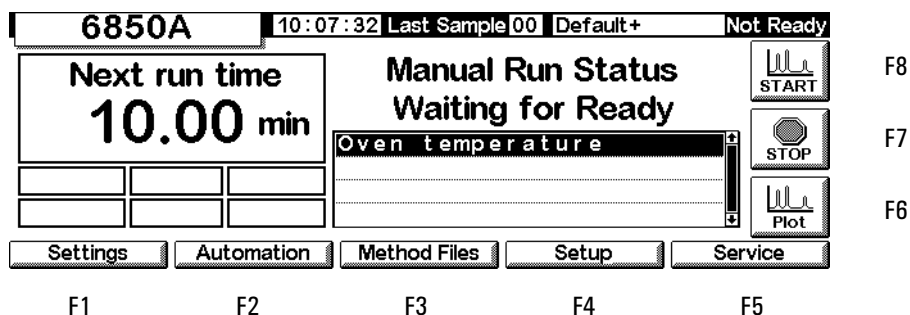 6850A 10:07:32 Last Sample 00 Default+ Not Ready
Next run time
10.00 min
Manual Run Status
Waiting for Ready
Oven temperature
START F8
STOP F7
Plot F6
Settings Automation Method Files Setup Service
F1 F2 F3 F4 F5